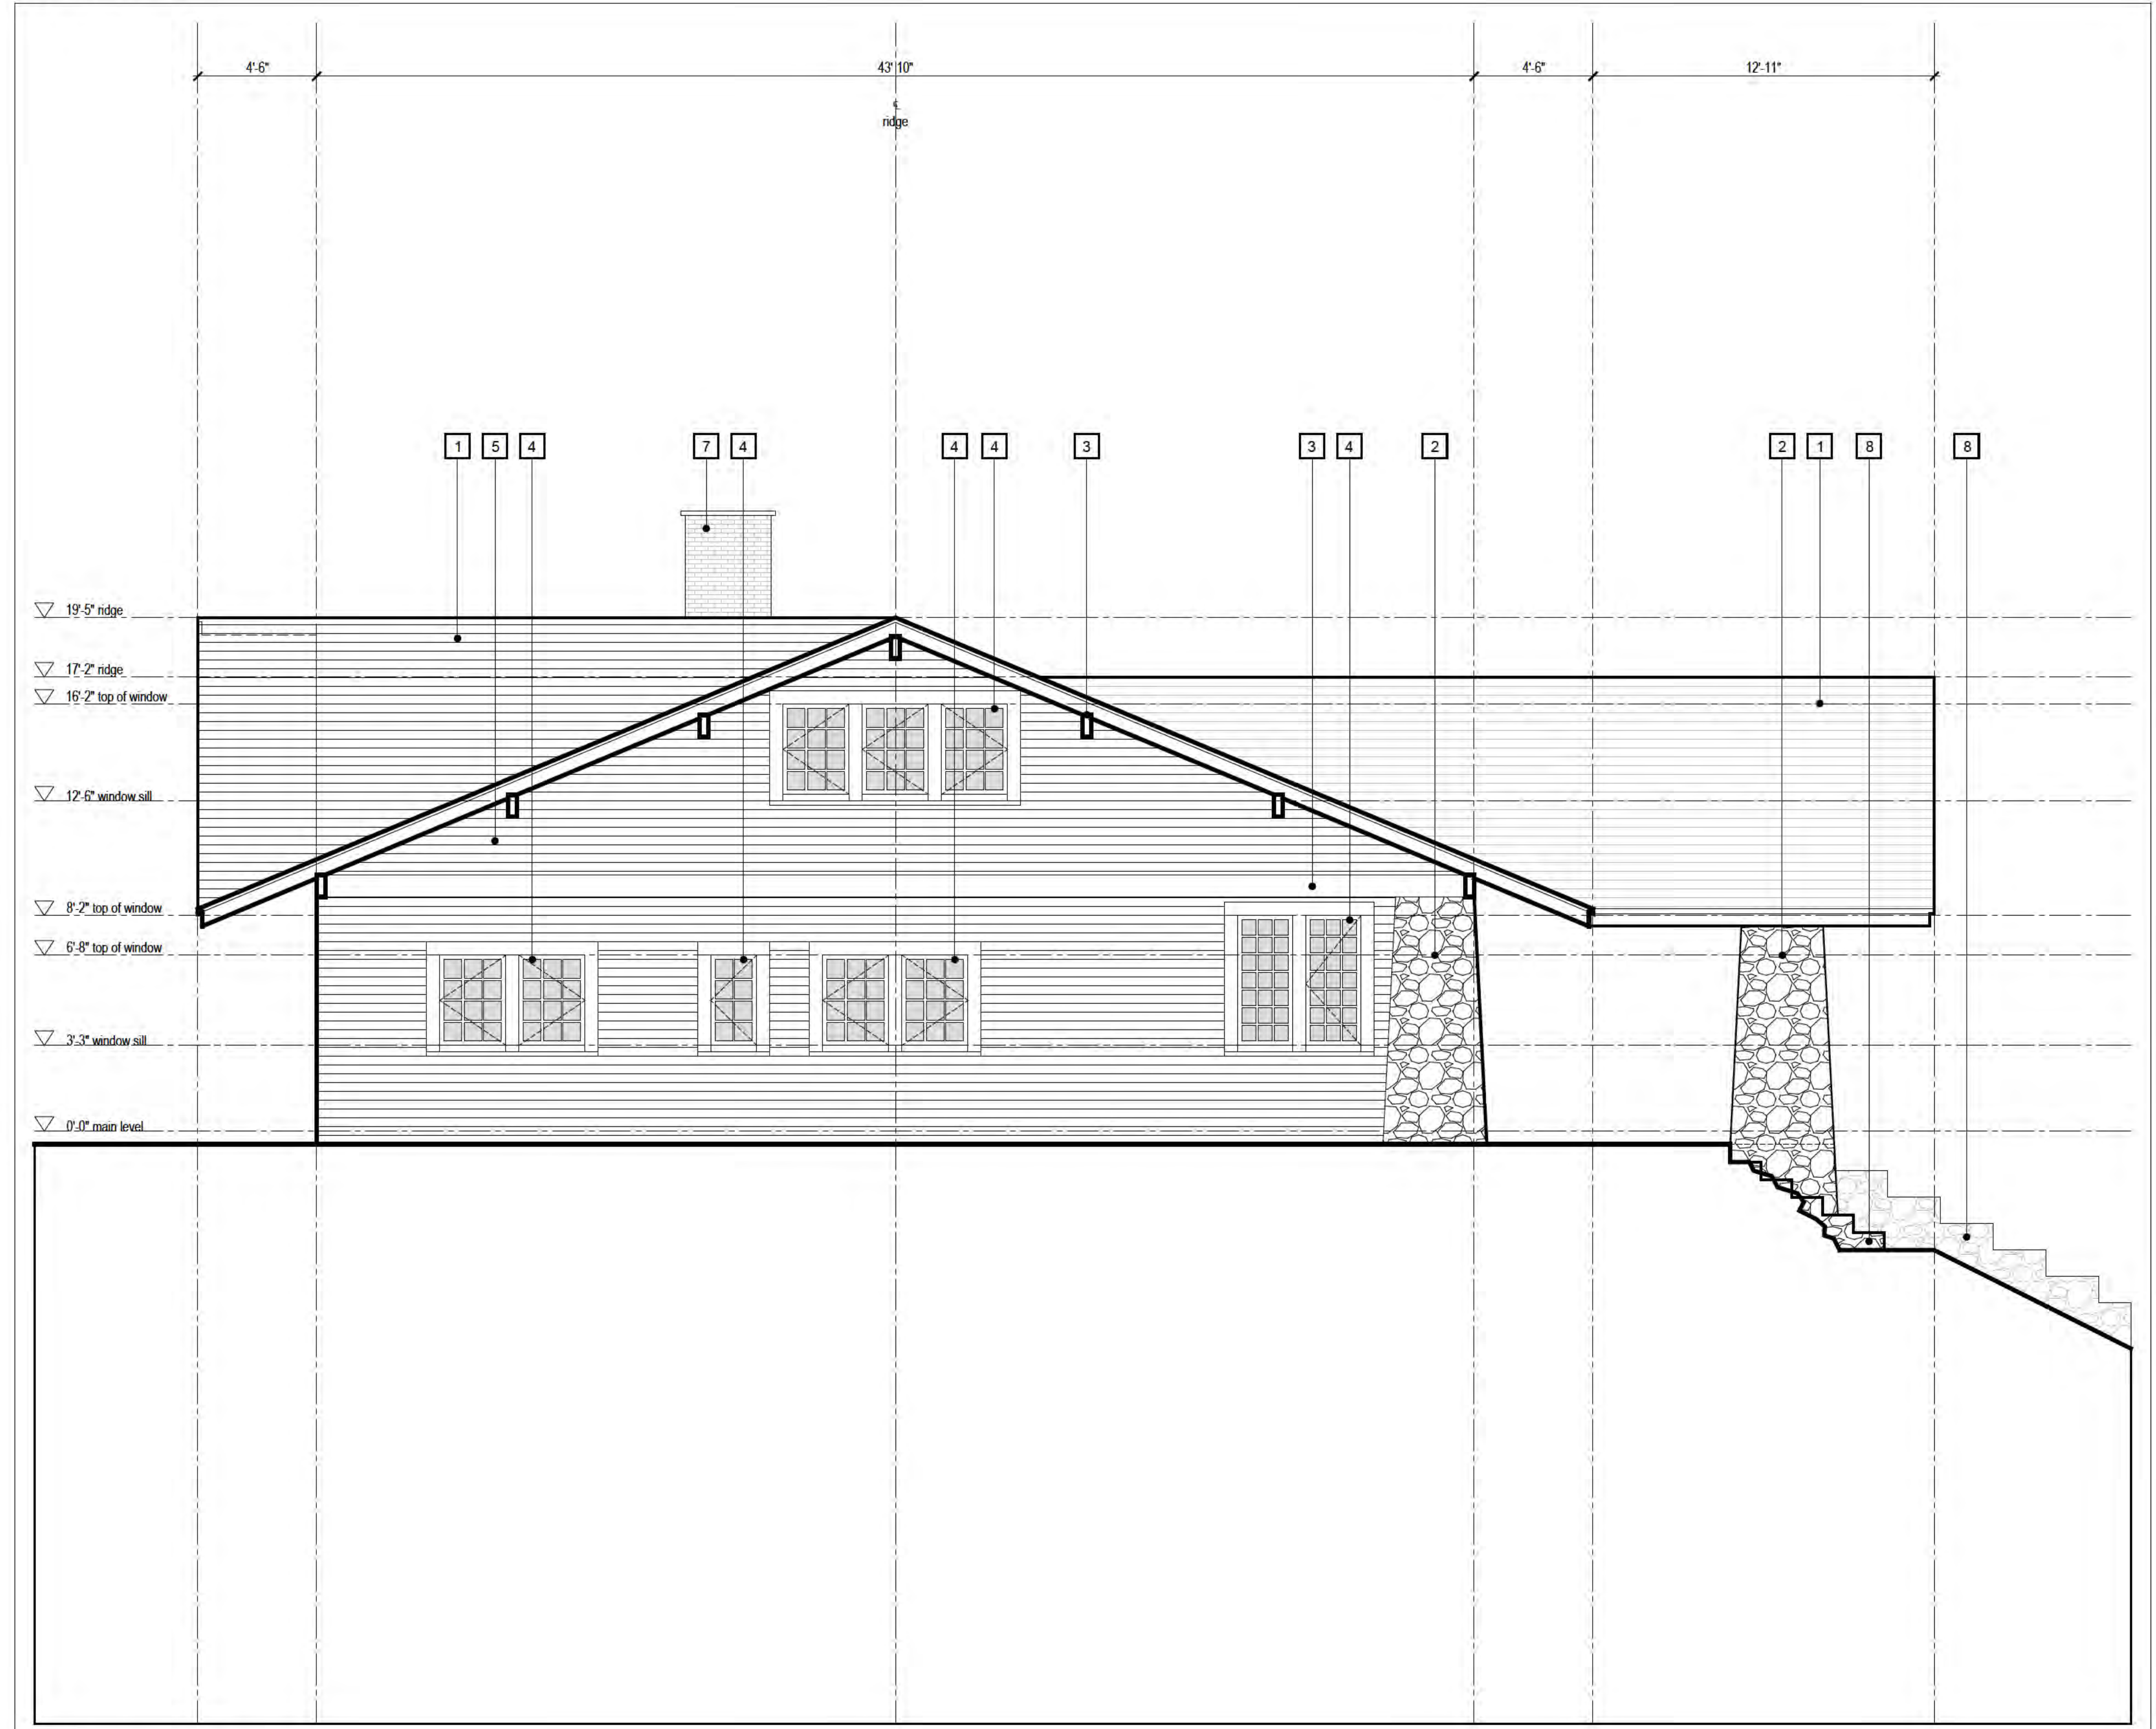 4'-6"
43'10"
4'-6"
12'-11"
℄
ridge
1 5 4 7 4 4 4 3 3 4 2 2 1 8 8
19'-5" ridge
17'-2" ridge
16'-2" top of window
12'-6" window sill
8'-2" top of window
6'-8" top of window
3'-3" window sill
0'-0" main level